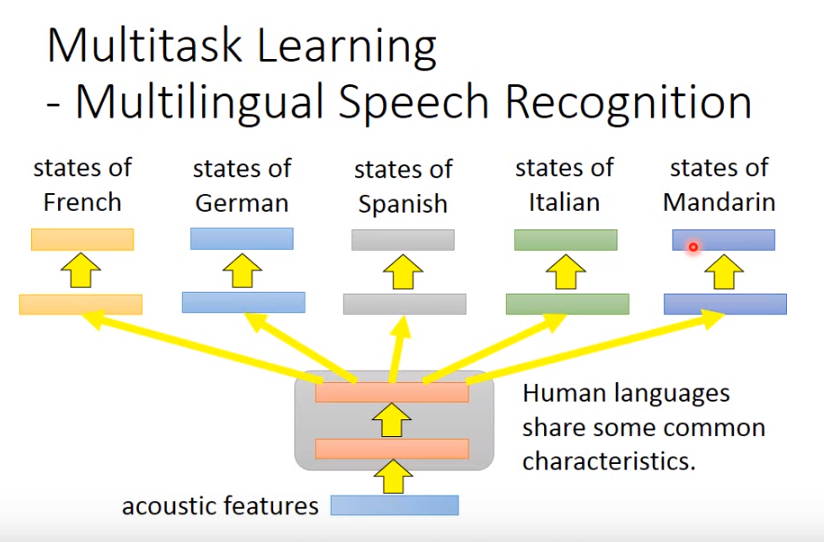 Multitask Learning
- Multilingual Speech Recognition
states of
French
states of
German
states of
Spanish
states of
Italian
states of
Mandarin
Human languages
share some common
characteristics.
acoustic features